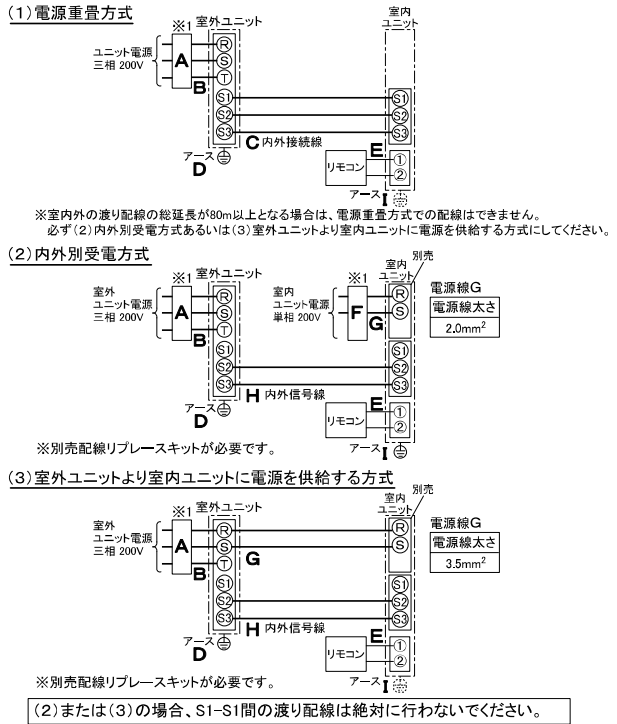 (1)電源重畳方式
※1 室外ユニット
室内
ユニット
ユニット電源
三相 200V
A
B
R
S
T
S1
S2
S3
S1
S2
S3
C 内外接続線
アース
D
E
リモコン
①
②
アース I
※室内外の渡り配線の総延長が80m以上となる場合は、電源重畳方式での配線はできません。
必ず(2)内外別受電方式あるいは(3)室外ユニットより室内ユニットに電源を供給する方式にしてください。
(2)内外別受電方式
※1 室外ユニット
※1
室内
ユニット
別売
室外
ユニット電源
三相 200V
A
B
R
S
T
S1
S2
S3
室内
ユニット電源
単相 200V
F
G
R
S
S1
S2
S3
電源線G
電源線太さ
2.0mm²
H 内外信号線
アース
D
E
リモコン
①
②
アース I
※別売配線リプレースキットが必要です。
(3)室外ユニットより室内ユニットに電源を供給する方式
※1 室外ユニット
室内
ユニット
別売
室外
ユニット電源
三相 200V
A
B
R
S
T
S1
S2
S3
G
R
S
S1
S2
S3
電源線G
電源線太さ
3.5mm²
H 内外信号線
アース
D
E
リモコン
①
②
アース I
※別売配線リプレースキットが必要です。
(2)または(3)の場合、S1-S1間の渡り配線は絶対に行わないでください。